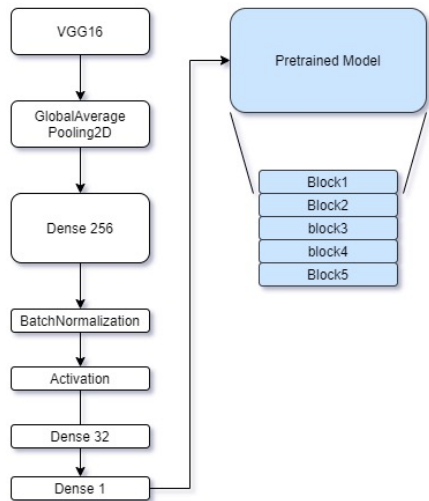 VGG16
GlobalAverage
Pooling2D
Dense 256
BatchNormalization
Activation
Dense 32
Dense 1
Pretrained Model
Block1
Block2
block3
block4
Block5